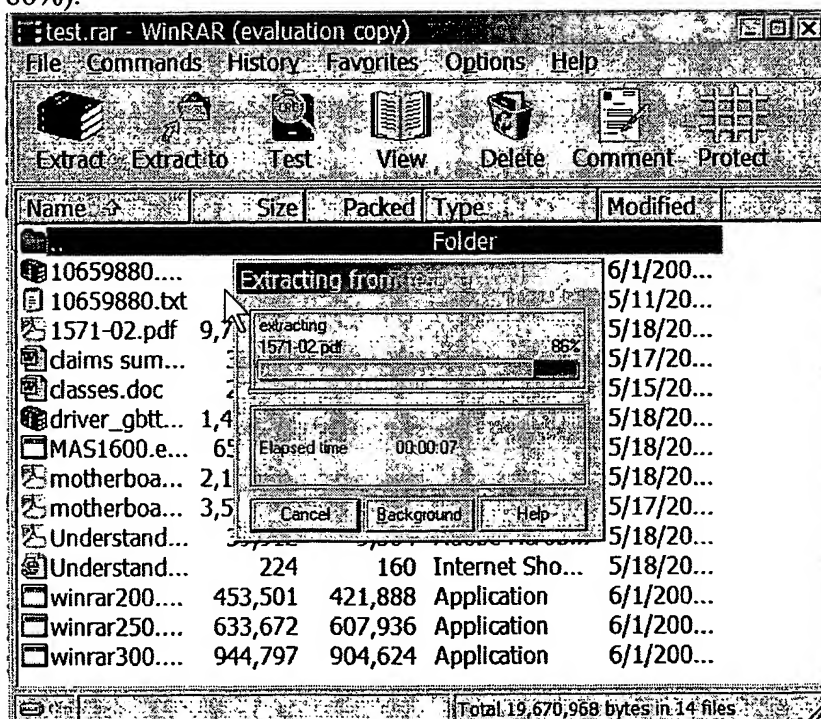 test.rar - WinRAR (evaluation copy)
File Commands History Favorites Options Help
Extract Extract to Test View Delete Comment Protect
Name Size Packed Type Modified
.. Folder
10659880.... 6/1/200...
10659880.txt 5/11/20...
1571-02.pdf 9,7 5/18/20...
claims sum... 5/17/20...
classes.doc 5/15/20...
driver_gbtt... 1,4 5/18/20...
MAS1600.e... 65 5/18/20...
motherboa... 2,1 5/18/20...
motherboa... 3,5 5/17/20...
Understand... 5/18/20...
Understand... 224 160 Internet Sho... 5/18/20...
winrar200.... 453,501 421,888 Application 6/1/200...
winrar250.... 633,672 607,936 Application 6/1/200...
winrar300.... 944,797 904,624 Application 6/1/200...
Extracting from
extracting
1571-02.pdf 86%
Elapsed time 00:00:07
Cancel Background Help
Total 19,670,968 bytes in 14 files